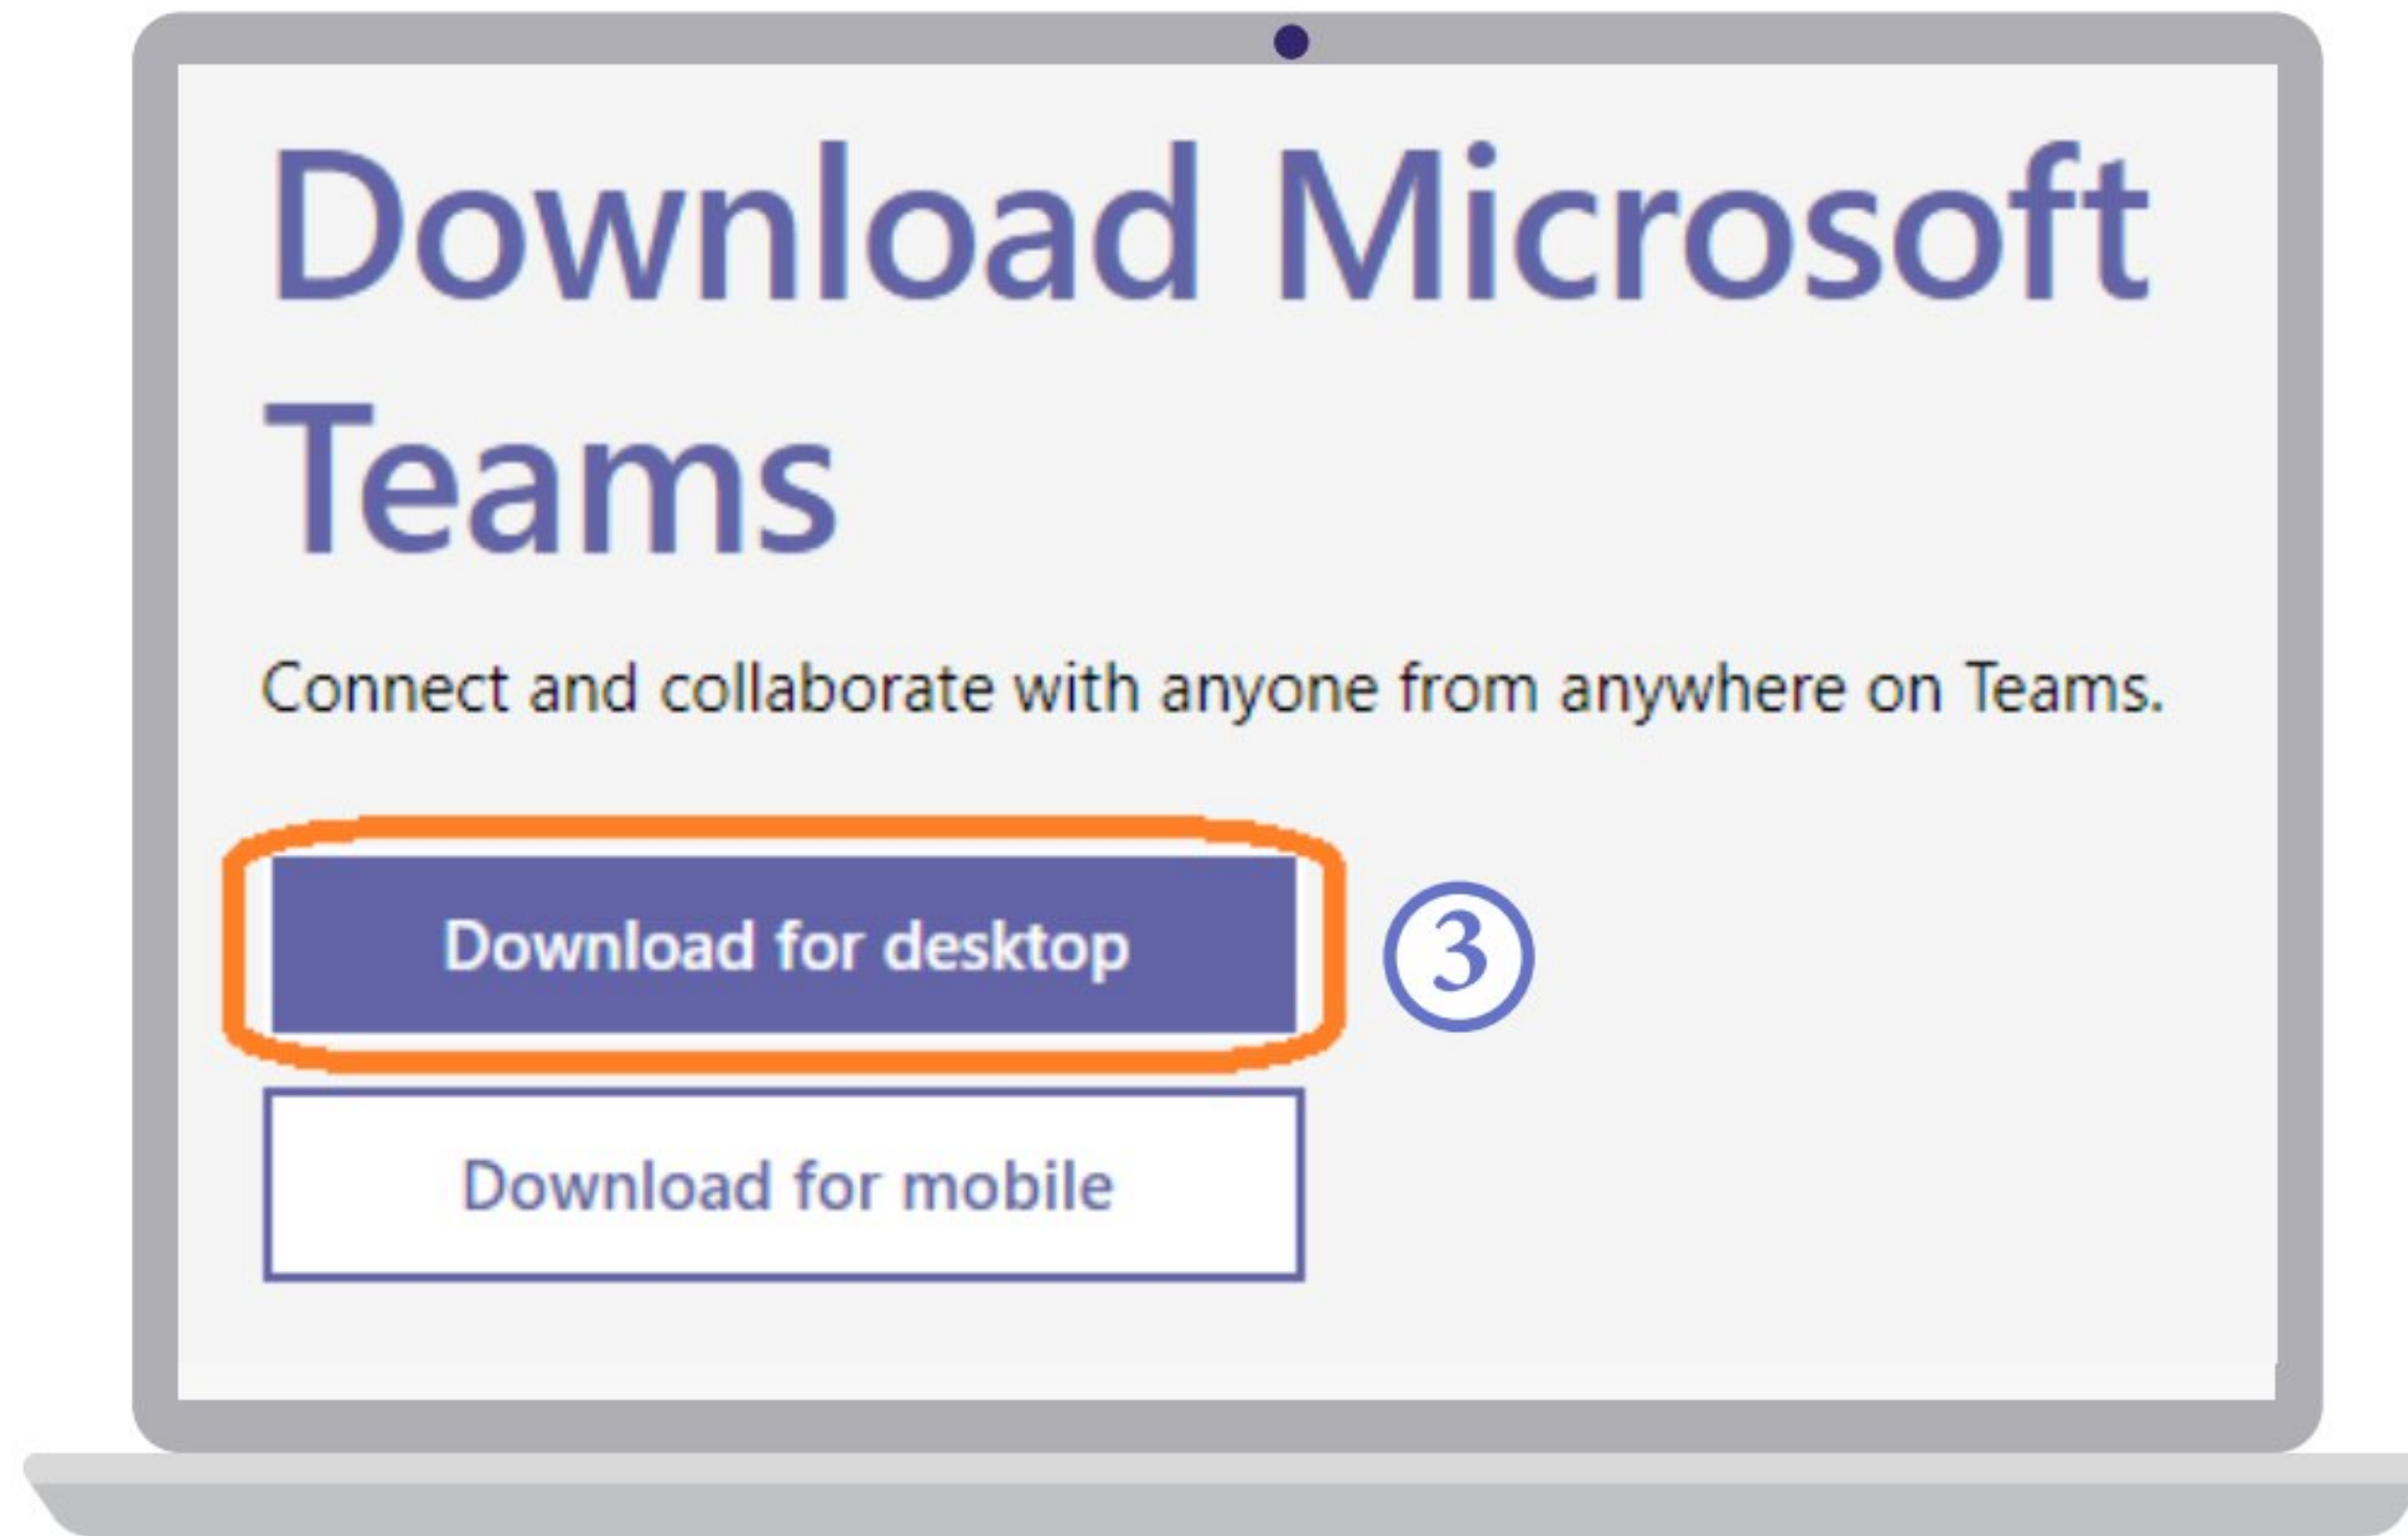 Download Microsoft
Teams
Connect and collaborate with anyone from anywhere on Teams.
Download for desktop
3
Download for mobile